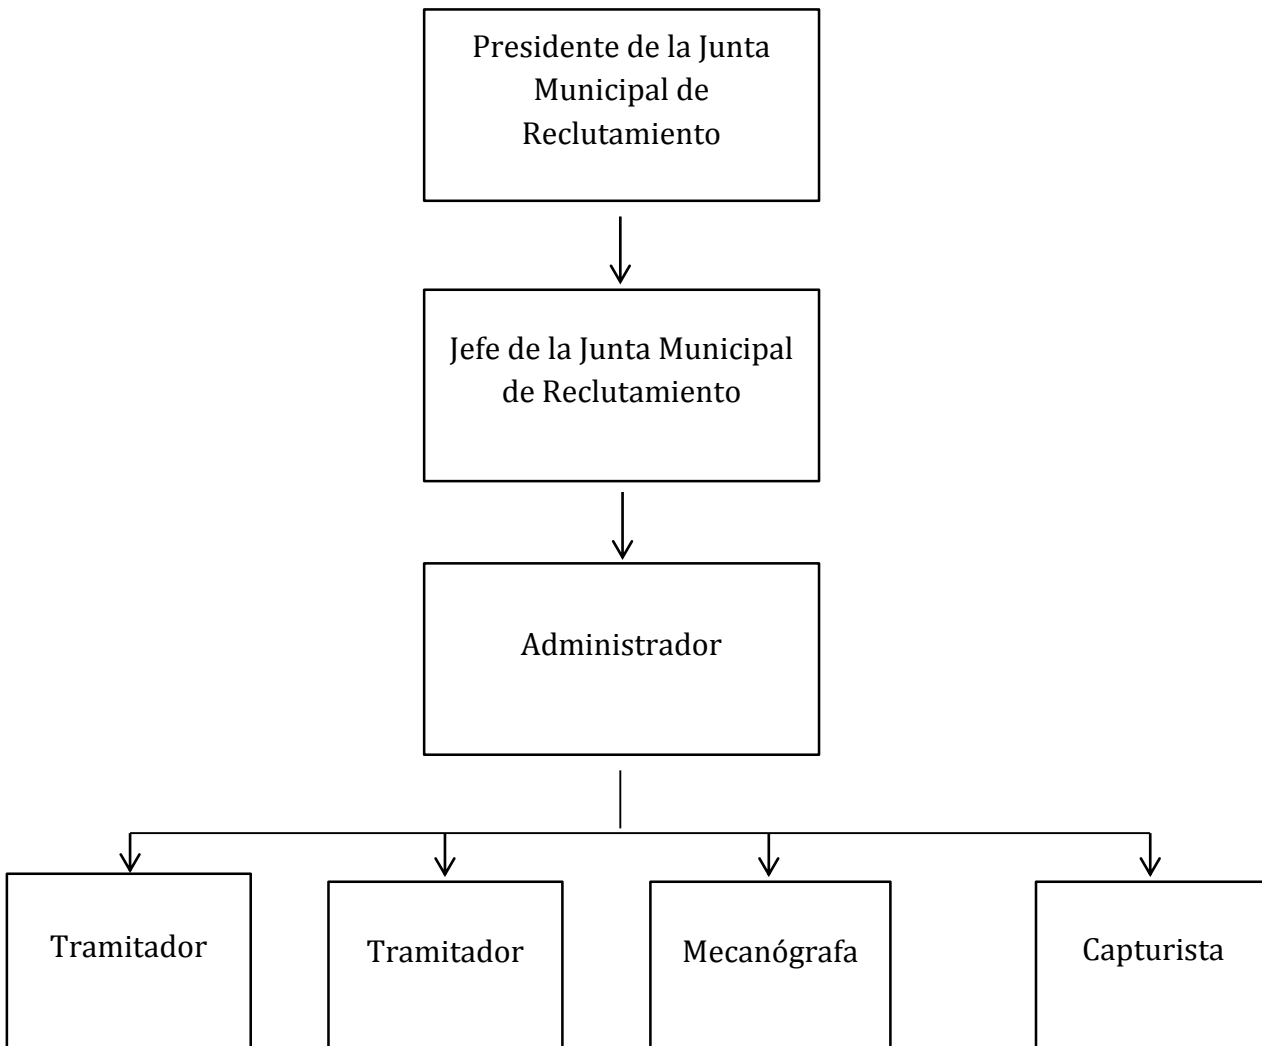 Presidente de la Junta
Municipal de
Reclutamiento
Jefe de la Junta Municipal
de Reclutamiento
Administrador
Tramitador
Tramitador
Mecanógrafa
Capturista